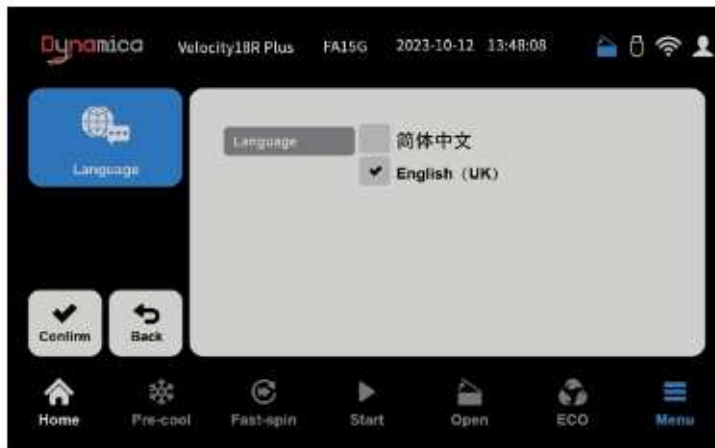 Dynamica Velocity18R Plus FA15G 2023-10-12 13:48:08
Language
Language 简体中文
English (UK)
Confirm Back
Home Pre-cool Fast-spin Start Open ECO Menu